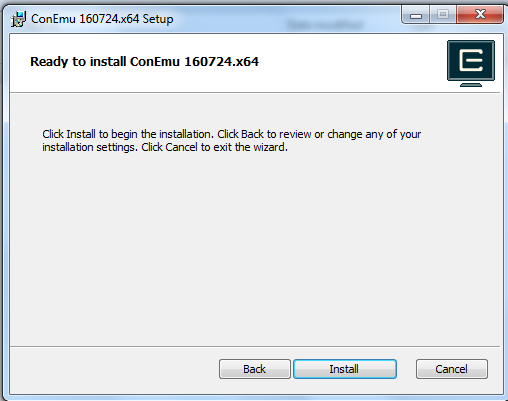 ConEmu 160724.x64 Setup
Ready to install ConEmu 160724.x64
Click Install to begin the installation. Click Back to review or change any of your
installation settings. Click Cancel to exit the wizard.
Back
Install
Cancel